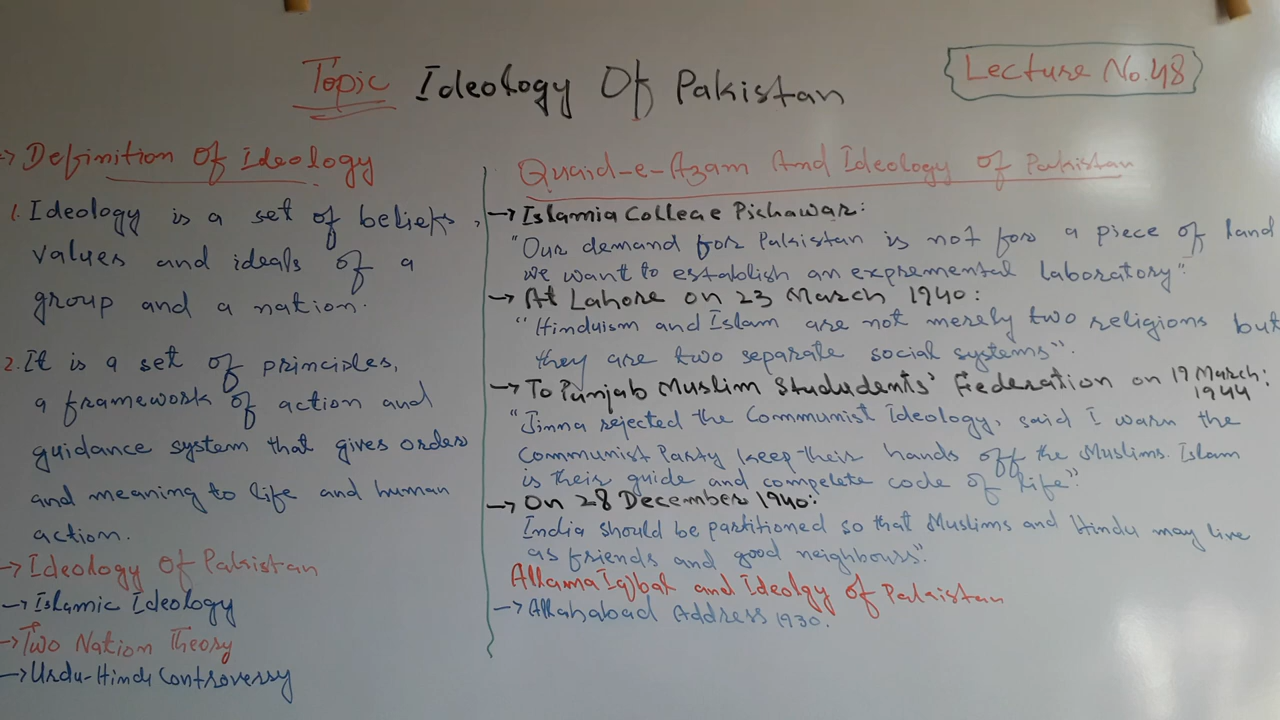 Topic Ideology Of Pakistan
Lecture No.48
→ Definition Of Ideology
1. Ideology is a set of beliefs,
values and ideals of a
group and a nation.
2. It is a set of principles,
a framework of action and
guidance system that gives order
and meaning to life and human
action.
→ Ideology Of Pakistan
→ Islamic Ideology
→ Two Nation Theory
→ Urdu-Hindi Controversy
Quaid-e-Azam And Ideology of Pakistan
→ Islamia College Pishawar:
"Our demand for Pakistan is not for a piece of land
we want to establish an expremental laboratory".
→ At Lahore on 23 March 1940:
"Hinduism and Islam are not merely two religions but
they are two separate social systems".
→ To Punjab Muslim Stududents' Federation on 19 March:
1944
"Jinna rejected the Communist Ideology, said I warn the
Communist Party keep their hands off the Muslims. Islam
is their guide and compelete code of life"
→ On 28 December 1940:
India should be partitioned so that Muslims and Hindu may live
as friends and good neighbours".
Allama Iqbal and Ideolgy of Pakistan
→ Allahabad Address 1930.